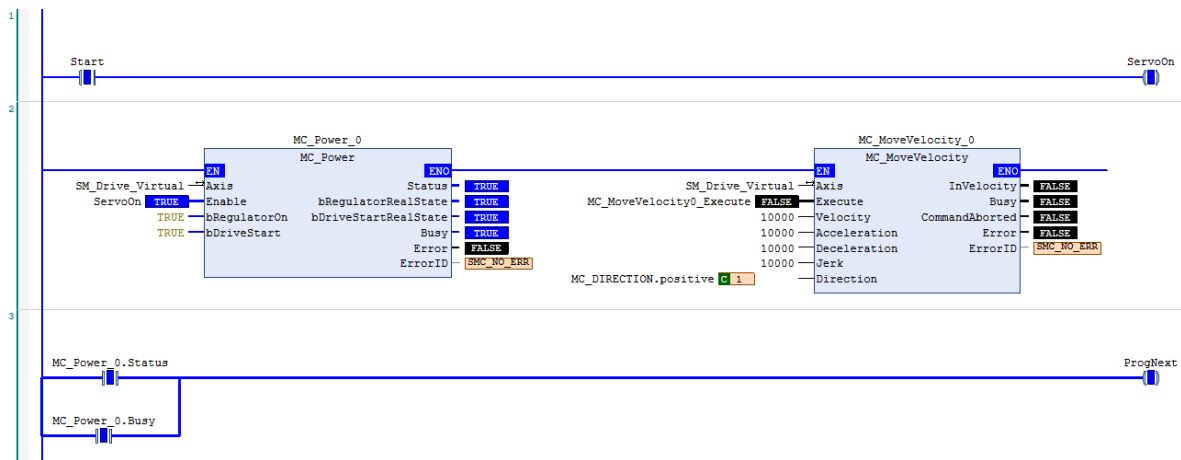 1
Start
ServoOn
2
MC_Power_0
MC_MoveVelocity_0
MC_Power
MC_MoveVelocity
EN ENO
EN ENO
SM_Drive_Virtual Axis Status TRUE
SM_Drive_Virtual Axis InVelocity FALSE
ServoOn TRUE Enable bRegulatorRealState TRUE
MC_MoveVelocity0_Execute FALSE Execute Busy FALSE
TRUE bRegulatorOn bDriveStartRealState TRUE
10000 Velocity CommandAborted FALSE
TRUE bDriveStart Busy TRUE
10000 Acceleration Error FALSE
Error FALSE
10000 Deceleration ErrorID SMC_NO_ERR
ErrorID SMC_NO_ERR
10000 Jerk
MC_DIRECTION.positive C 1 Direction
3
MC_Power_0.Status
ProgNext
MC_Power_0.Busy